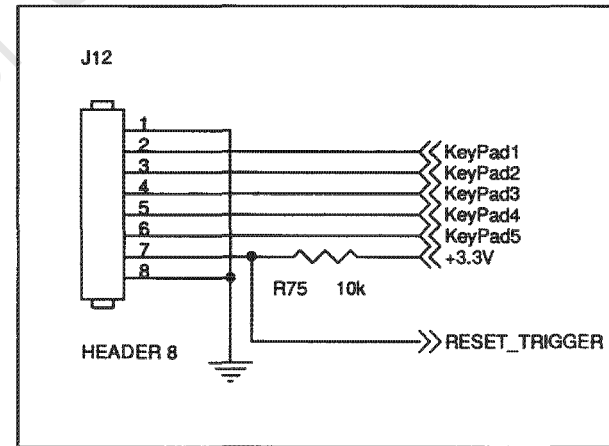 J12
1
2
KeyPad1
3
KeyPad2
4
KeyPad3
5
KeyPad4
6
KeyPad5
7
+3.3V
8
R75 10k
HEADER 8
RESET_TRIGGER